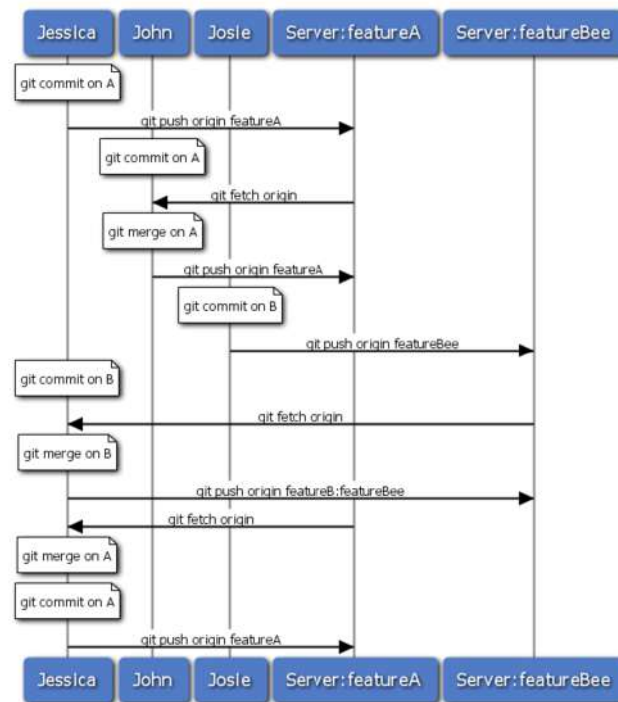 Jessica John Josie Server:featureA Server:featureBee
git commit on A
git push origin featureA
git commit on A
git fetch origin
git merge on A
git push origin featureA
git commit on B
git push origin featureBee
git commit on B
git fetch origin
git merge on B
git push origin featureB:featureBee
git fetch origin
git merge on A
git commit on A
git push origin featureA
Jessica John Josie Server:featureA Server:featureBee